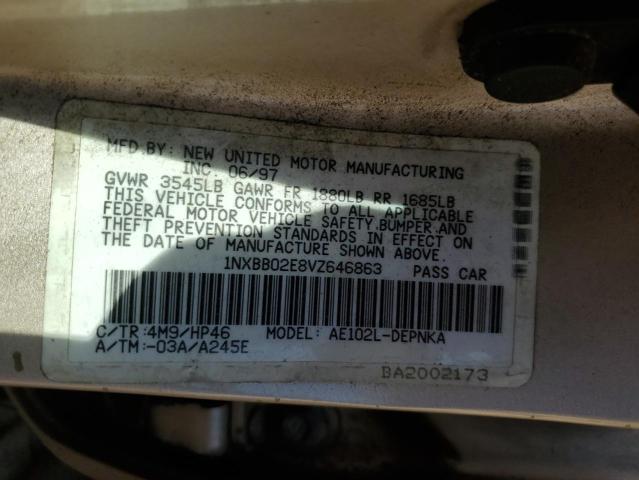 MFD.BY: NEW UNITED MOTOR MANUFACTURING
INC. 06/97
GVWR 3545LB GAWR FR 1880LB RR 1685LB
THIS VEHICLE CONFORMS TO ALL APPLICABLE
FEDERAL MOTOR VEHICLE SAFETY,BUMPER,AND
THEFT PREVENTION STANDARDS IN EFFECT ON
THE DATE OF MANUFACTURE SHOWN ABOVE.
1NXBB02E8VZ646863 PASS CAR
C/TR:4M9/HP46 MODEL: AE102L-DEPNKA
A/TM:-03A/A245E
BA2002173